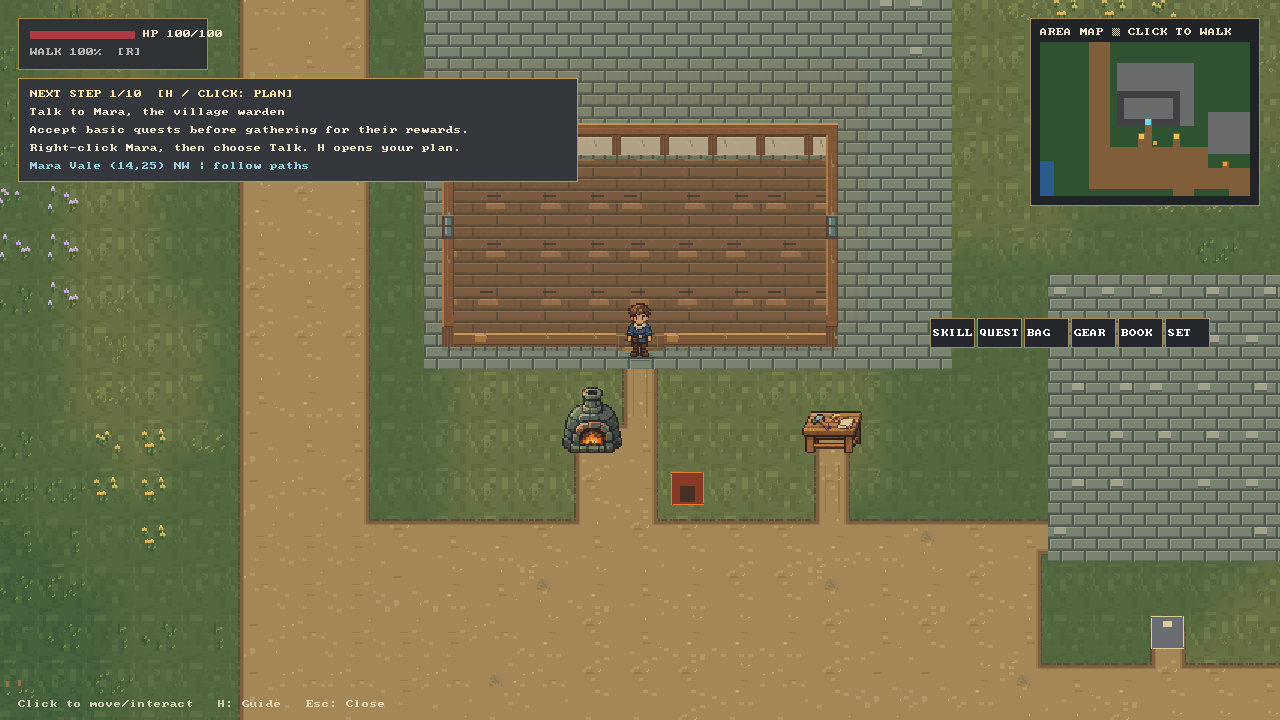 HP 100/100
WALK 100% [R]
NEXT STEP 1/10 [H / CLICK: PLAN]
Talk to Mara, the village warden
Accept basic quests before gathering for their rewards.
Right-click Mara, then choose Talk. H opens your plan.
Mara Vale (14,25) NW ¦ follow paths
AREA MAP ▒ CLICK TO WALK
SKILL QUEST BAG GEAR BOOK SET
Click to move/interact H: Guide Esc: Close